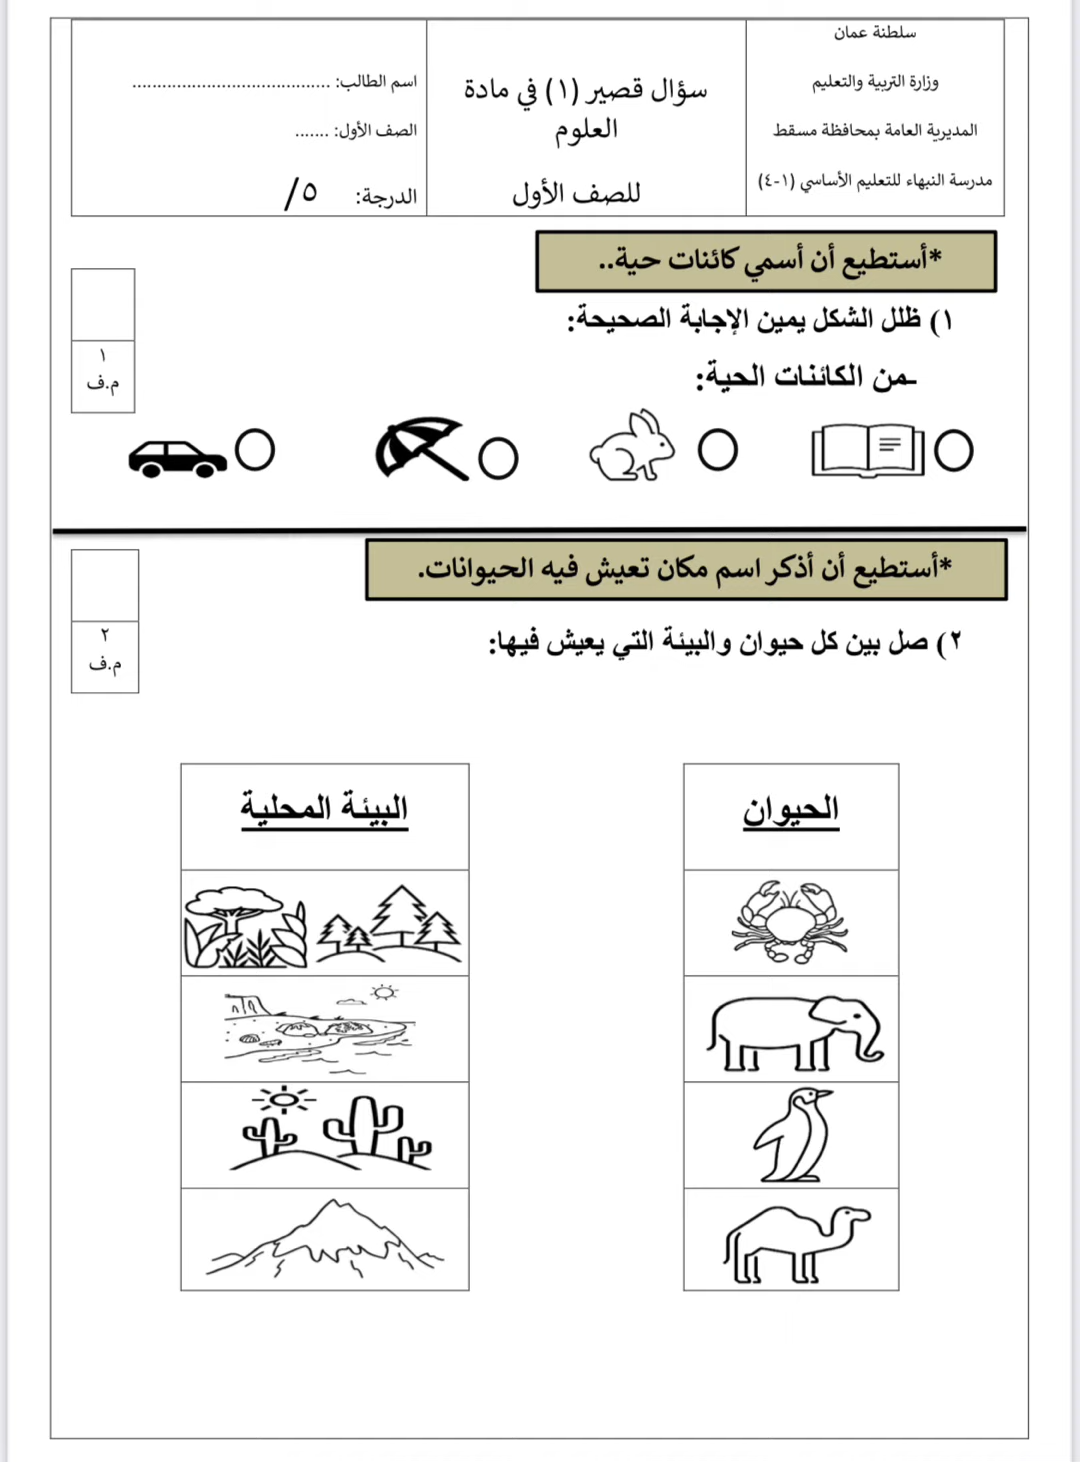 سلطنة عمان
وزارة التربية والتعليم
المديرية العامة بمحافظة مسقط
مدرسة النبهاء للتعليم الأساسي (١-٤)
سؤال قصير (١) في مادة
العلوم
للصف الأول
اسم الطالب: ......................................
الصف الأول: .......
الدرجة: ٥/
*أستطيع أن أسمي كائنات حية..
١) ظلل الشكل يمين الإجابة الصحيحة:
١
م.ف
-من الكائنات الحية:
*أستطيع أن أذكر اسم مكان تعيش فيه الحيوانات.
٢) صل بين كل حيوان والبيئة التي يعيش فيها:
٢
م.ف
الحيوان
البيئة المحلية